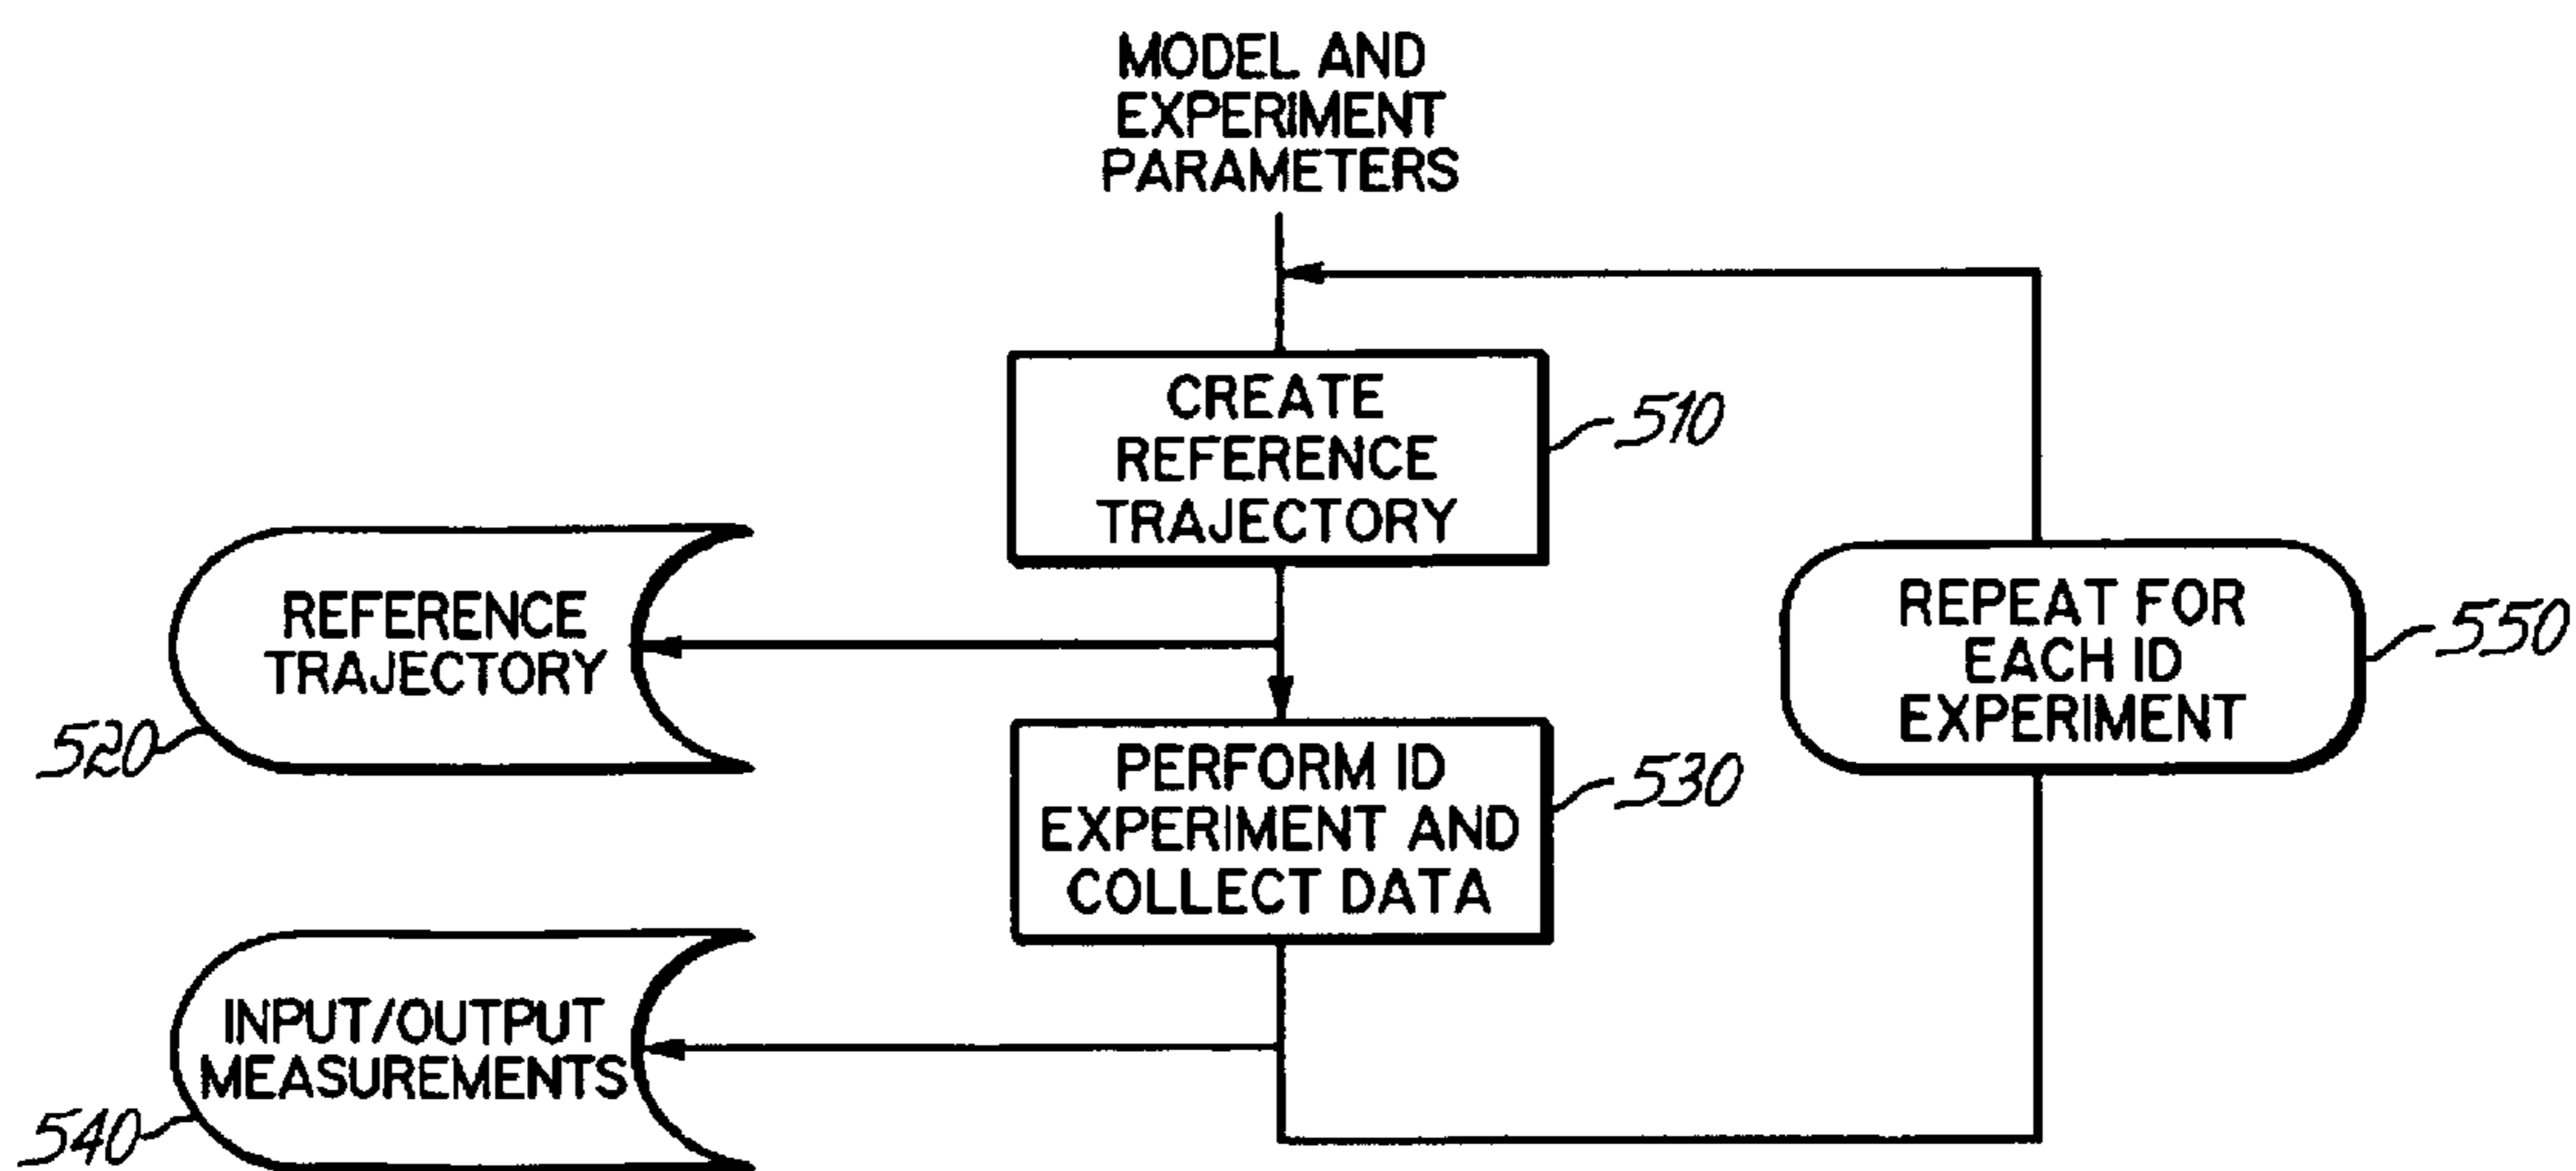 MODEL AND
EXPERIMENT
PARAMETERS
CREATE
REFERENCE
TRAJECTORY
510
REFERENCE
TRAJECTORY
520
REPEAT FOR
EACH ID
EXPERIMENT
550
PERFORM ID
EXPERIMENT AND
COLLECT DATA
530
INPUT/OUTPUT
MEASUREMENTS
540